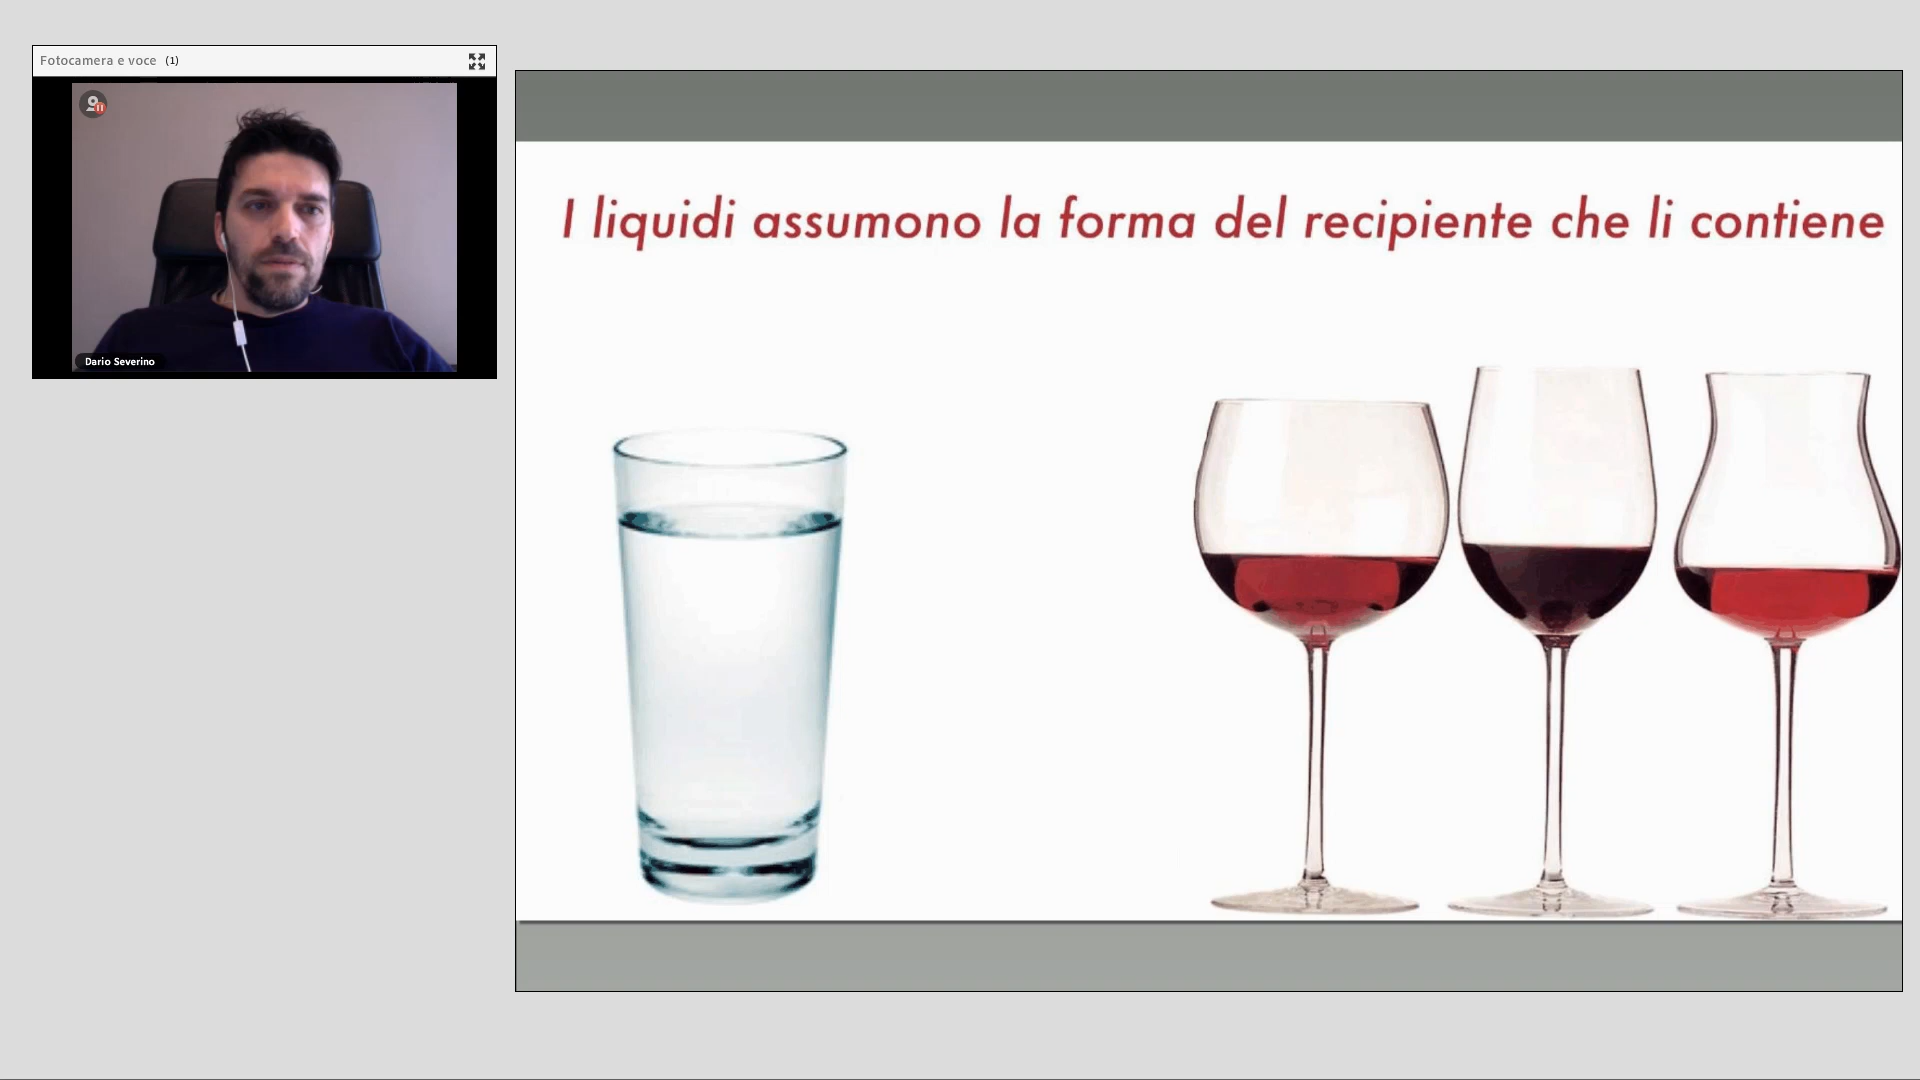 Fotocamera e voce (1)
Dario Severino
I liquidi assumono la forma del recipiente che li contiene